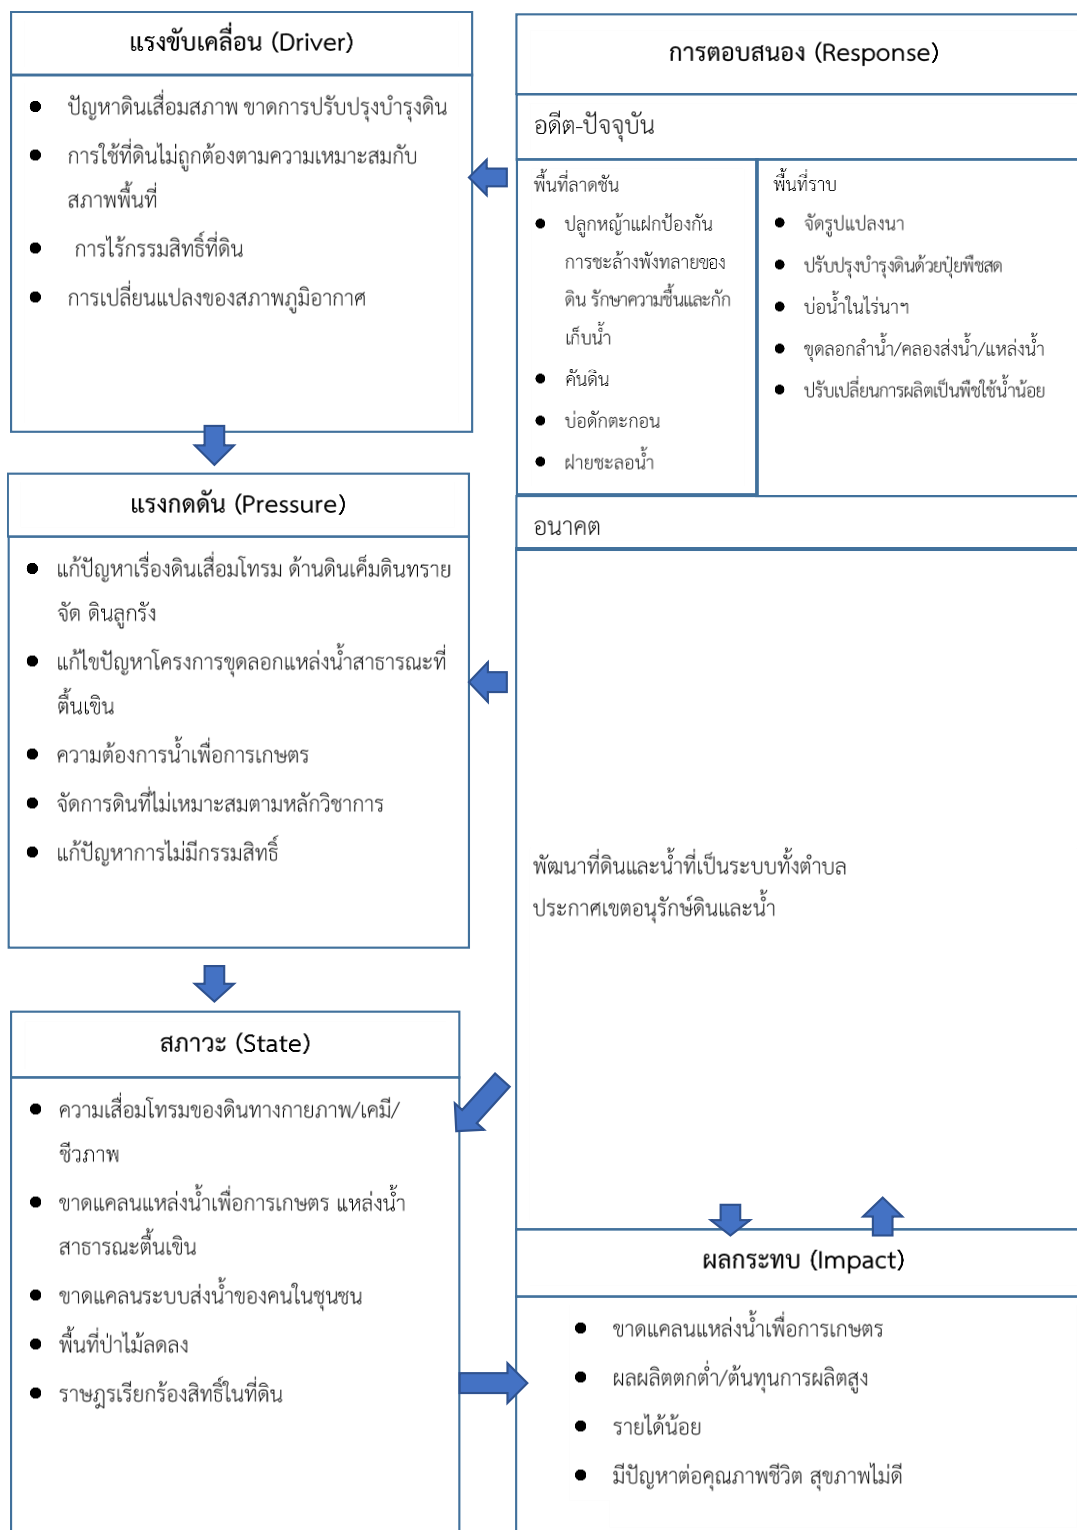 แรงขับเคลื่อน (Driver)
● ปัญหาดินเสื่อมสภาพ ขาดการปรับปรุงบำรุงดิน
● การใช้ที่ดินไม่ถูกต้องตามความเหมาะสมกับ
สภาพพื้นที่
● การไร้กรรมสิทธิ์ที่ดิน
● การเปลี่ยนแปลงของสภาพภูมิอากาศ
แรงกดดัน (Pressure)
● แก้ปัญหาเรื่องดินเสื่อมโทรม ด้านดินเค็มดินทราย
จัด ดินลูกรัง
● แก้ไขปัญหาโครงการขุดลอกแหล่งน้ำสาธารณะที่
ตื้นเขิน
● ความต้องการน้ำเพื่อการเกษตร
● จัดการดินที่ไม่เหมาะสมตามหลักวิชาการ
● แก้ปัญหาการไม่มีกรรมสิทธิ์
สภาวะ (State)
● ความเสื่อมโทรมของดินทางกายภาพ/เคมี/
ชีวภาพ
● ขาดแคลนแหล่งน้ำเพื่อการเกษตร แหล่งน้ำ
สาธารณะตื้นเขิน
● ขาดแคลนระบบส่งน้ำของคนในชุนชน
● พื้นที่ป่าไม้ลดลง
● ราษฎรเรียกร้องสิทธิ์ในที่ดิน
การตอบสนอง (Response)
อดีต-ปัจจุบัน
พื้นที่ลาดชัน
● ปลูกหญ้าแฝกป้องกัน
การชะล้างพังทลายของ
ดิน รักษาความชื้นและกัก
เก็บน้ำ
● คันดิน
● บ่อดักตะกอน
● ฝายชะลอน้ำ
พื้นที่ราบ
● จัดรูปแปลงนา
● ปรับปรุงบำรุงดินด้วยปุ๋ยพืชสด
● บ่อน้ำในไร่นาฯ
● ขุดลอกลำน้ำ/คลองส่งน้ำ/แหล่งน้ำ
● ปรับเปลี่ยนการผลิตเป็นพืชใช้น้ำน้อย
อนาคต
พัฒนาที่ดินและน้ำที่เป็นระบบทั้งตำบล
ประกาศเขตอนุรักษ์ดินและน้ำ
ผลกระทบ (Impact)
● ขาดแคลนแหล่งน้ำเพื่อการเกษตร
● ผลผลิตตกต่ำ/ต้นทุนการผลิตสูง
● รายได้น้อย
● มีปัญหาต่อคุณภาพชีวิต สุขภาพไม่ดี